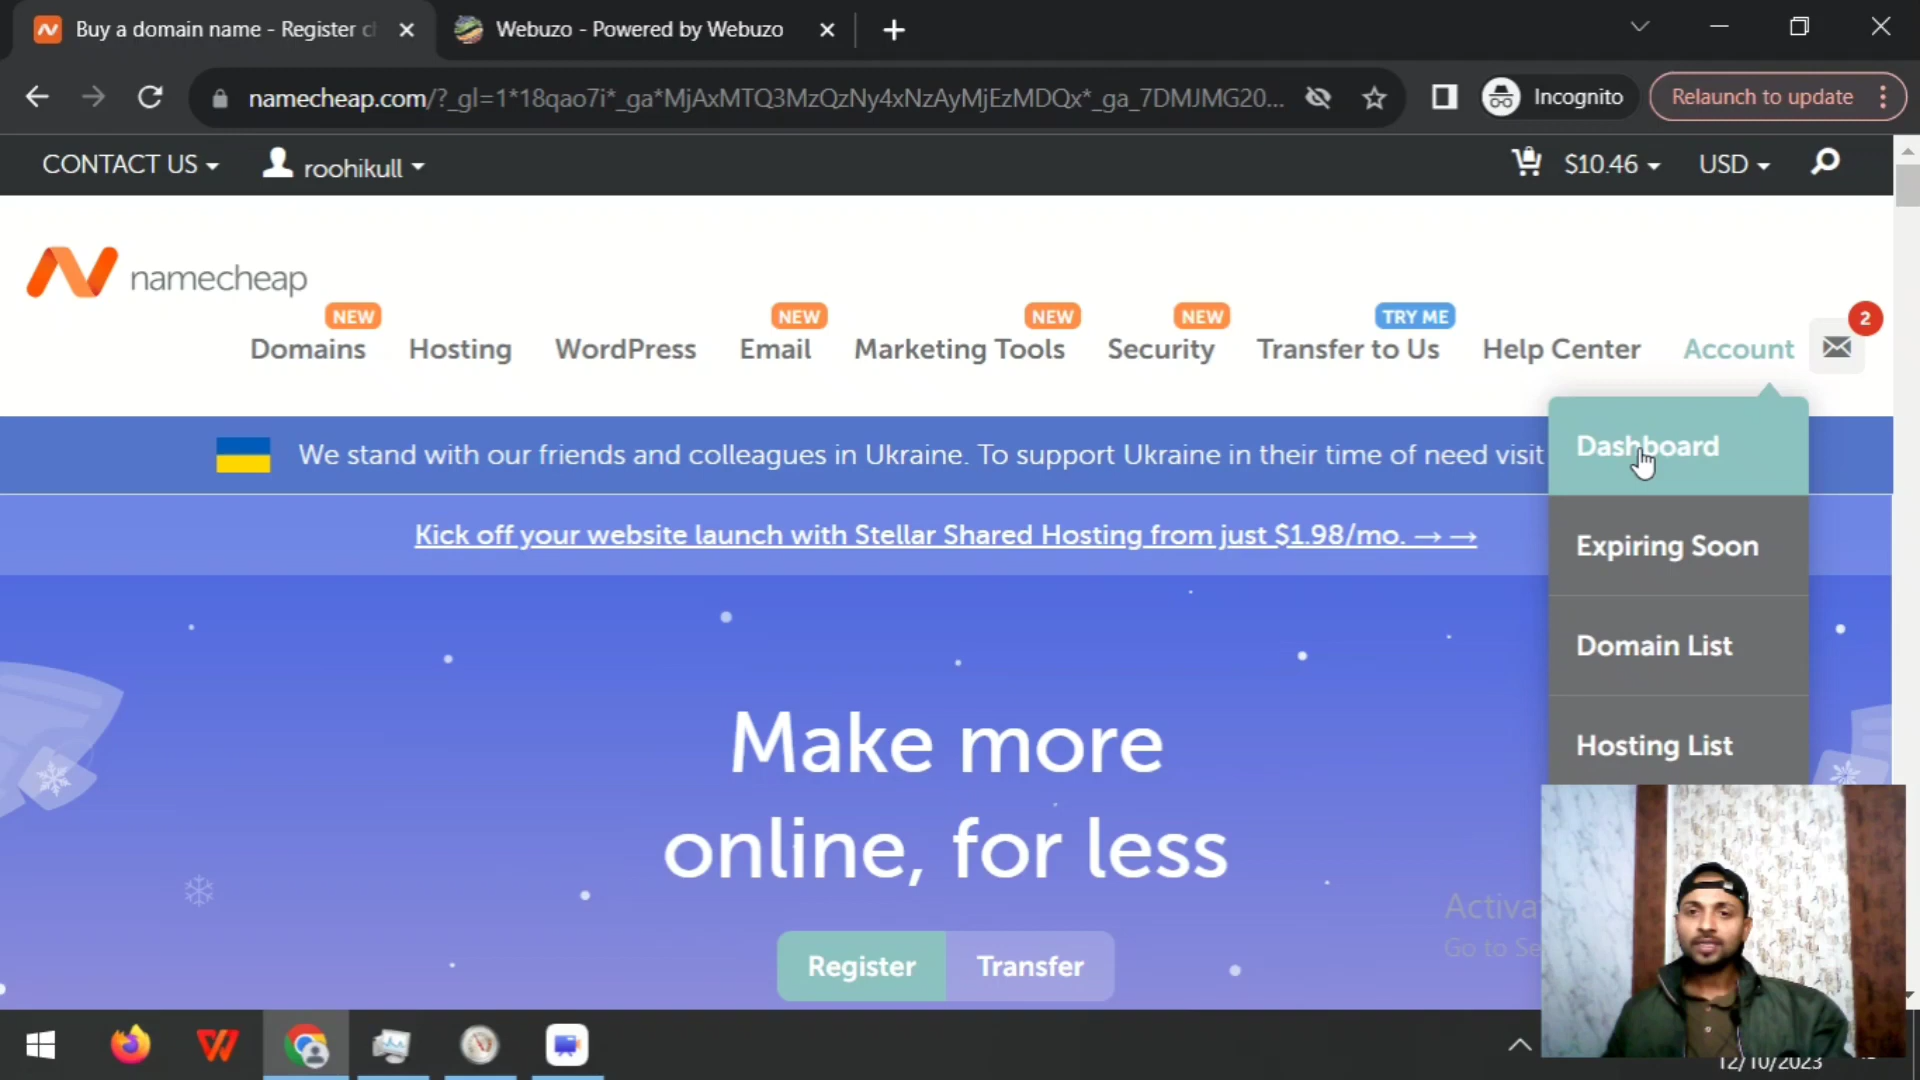 Buy a domain name - Register c
Webuzo - Powered by Webuzo
namecheap.com/?_gl=1*18qao7i*_ga*MjAxMTQ3MzQzNy4xNzAyMjEzMDQx*_ga_7DMJMG20...
Incognito
Relaunch to update
CONTACT US
roohikull
$10.46
USD
namecheap
NEW
NEW
NEW
NEW
TRY ME
2
Domains
Hosting
WordPress
Email
Marketing Tools
Security
Transfer to Us
Help Center
Account
We stand with our friends and colleagues in Ukraine. To support Ukraine in their time of need visit
Dashboard
Kick off your website launch with Stellar Shared Hosting from just $1.98/mo. →→
Expiring Soon
Domain List
Hosting List
Make more
online, for less
Activa
Go to Se
Register
Transfer
12/10/2023